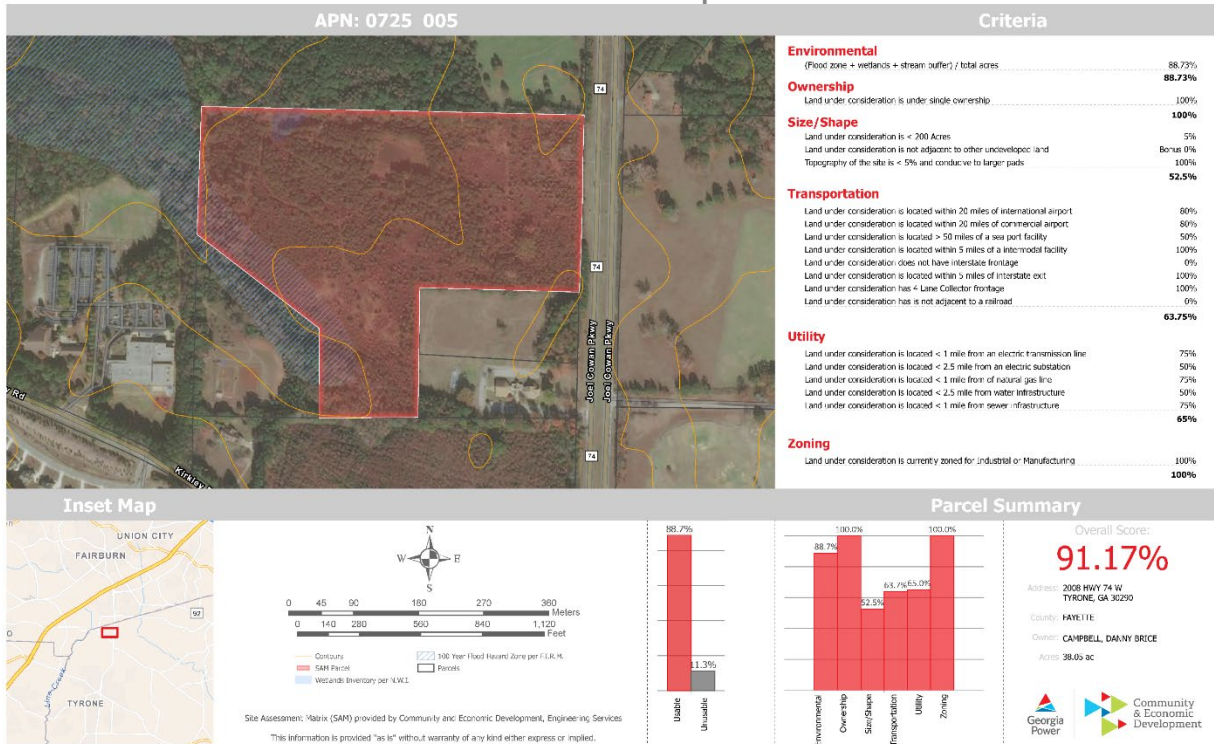 APN: 0725 005
Criteria
74
74
74
Joel Cowan Pkwy
Joel Cowan Pkwy
y Rd
Kirkley
Environmental
(Flood zone + wetlands + stream buffer) / total acres 88.73%
88.73%
Ownership
Land under consideration is under single ownership 100%
100%
Size/Shape
Land under consideration is < 200 Acres 5%
Land under consideration is not adjacent to other undeveloped land Bonus 0%
Topography of the site is < 5% and conducive to larger pads 100%
52.5%
Transportation
Land under consideration is located within 20 miles of international airport 80%
Land under consideration is located within 20 miles of commercial airport 80%
Land under consideration is located > 50 miles of a sea port facility 50%
Land under consideration is located within 5 miles of a intermodal facility 100%
Land under consideration does not have interstate frontage 0%
Land under consideration is located within 5 miles of interstate exit 100%
Land under consideration has 4 Lane Collector frontage 100%
Land under consideration has is not adjacent to a railroad 0%
63.75%
Utility
Land under consideration is located < 1 mile from an electric transmission line 75%
Land under consideration is located < 2.5 mile from an electric substation 50%
Land under consideration is located < 1 mile from of natural gas line 75%
Land under consideration is located < 2.5 mile from water infrastructure 50%
Land under consideration is located < 1 mile from sewer infrastructure 75%
65%
Zoning
Land under consideration is currently zoned for Industrial or Manufacturing 100%
100%
Inset Map
UNION CITY
FAIRBURN
92
Line Creek
TYRONE
N
W E
S
0 45 90 180 270 360
Meters
0 140 280 560 840 1,120
Feet
Contours
SAM Parcel
Wetlands Inventory per N.W.I.
100 Year Flood Hazard Zone per F.I.R.M.
Parcels
Site Assessment Matrix (SAM) provided by Community and Economic Development, Engineering Services
This information is provided "as is" without warranty of any kind either express or implied.
88.7%
11.3%
Usable
Unusable
Parcel Summary
88.7%
100.0%
52.5%
63.7%
65.0%
100.0%
Environmental
Ownership
Size/Shape
Transportation
Utility
Zoning
Overall Score:
91.17%
Address: 2008 HWY 74 W
TYRONE, GA 30290
County: FAYETTE
Owner: CAMPBELL, DANNY BRICE
Acres 38.05 ac
Georgia
Power
Community
& Economic
Development